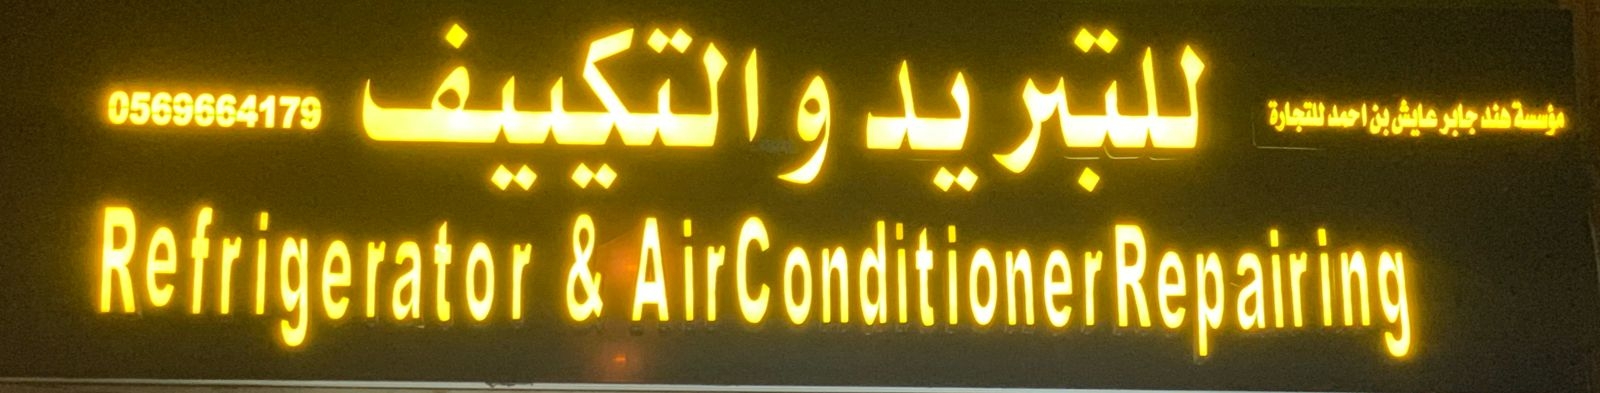 مؤسسة هند جابر عايش بن احمد للتجارة
للتبريد والتكييف
0569664179
Refrigerator & AirConditionerRepairing